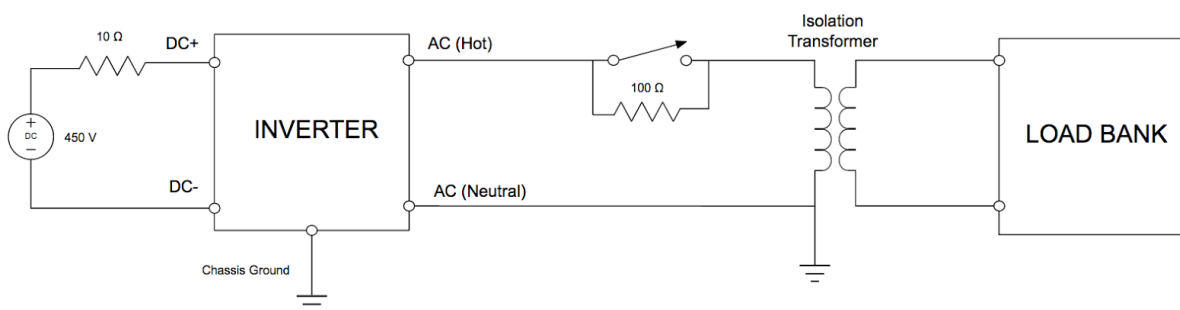 10 Ω
DC+
AC (Hot)
Isolation
Transformer
100 Ω
+
DC
−
450 V
INVERTER
LOAD BANK
DC-
AC (Neutral)
Chassis Ground